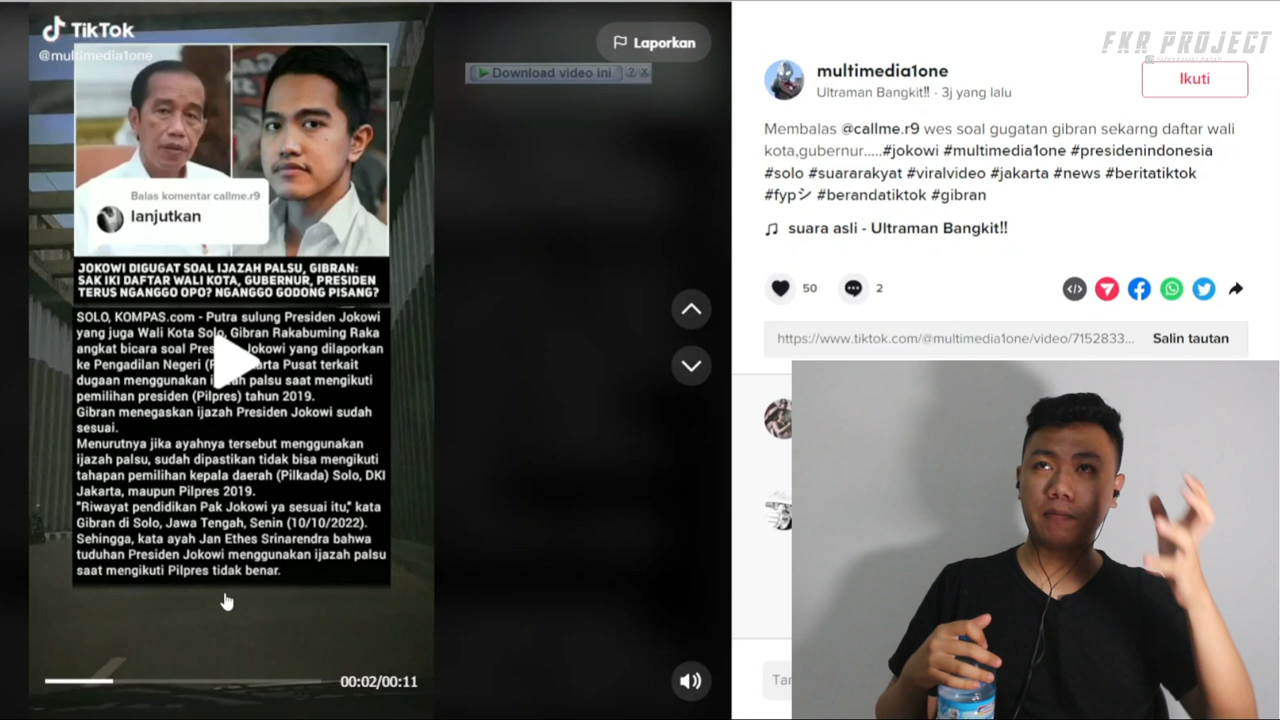 TikTok
@multimedia1one
Laporkan
Download video ini
Balas komentar callme.r9
lanjutkan
JOKOWI DIGUGAT SOAL IJAZAH PALSU, GIBRAN:
SAK IKI DAFTAR WALI KOTA, GUBERNUR, PRESIDEN
TERUS NGANGGO OPO? NGANGGO GODONG PISANG?
SOLO, KOMPAS.com - Putra sulung Presiden Jokowi
yang juga Wali Kota Solo, Gibran Rakabuming Raka
angkat bicara soal Pres Jokowi yang dilaporkan
ke Pengadilan Negeri (P karta Pusat terkait
dugaan menggunakan i h palsu saat mengikuti
pemilihan presiden (Pilpres) tahun 2019.
Gibran menegaskan ijazah Presiden Jokowi sudah
sesuai.
Menurutnya jika ayahnya tersebut menggunakan
ijazah palsu, sudah dipastikan tidak bisa mengikuti
tahapan pemilihan kepala daerah (Pilkada) Solo, DKI
Jakarta, maupun Pilpres 2019.
"Riwayat pendidikan Pak Jokowi ya sesuai itu," kata
Gibran di Solo, Jawa Tengah, Senin (10/10/2022).
Sehingga, kata ayah Jan Ethes Srinarendra bahwa
tuduhan Presiden Jokowi menggunakan ijazah palsu
saat mengikuti Pilpres tidak benar.
00:02/00:11
FKR PROJECT
multimedia1one
Ultraman Bangkit!! · 3j yang lalu
Ikuti
Membalas @callme.r9 wes soal gugatan gibran sekarng daftar wali
kota,gubernur.....#jokowi #multimedia1one #presidenindonesia
#solo #suararakyat #viralvideo #jakarta #news #beritatiktok
#fypシ #berandatiktok #gibran
suara asli - Ultraman Bangkit!!
50
2
https://www.tiktok.com/@multimedia1one/video/7152833...
Salin tautan